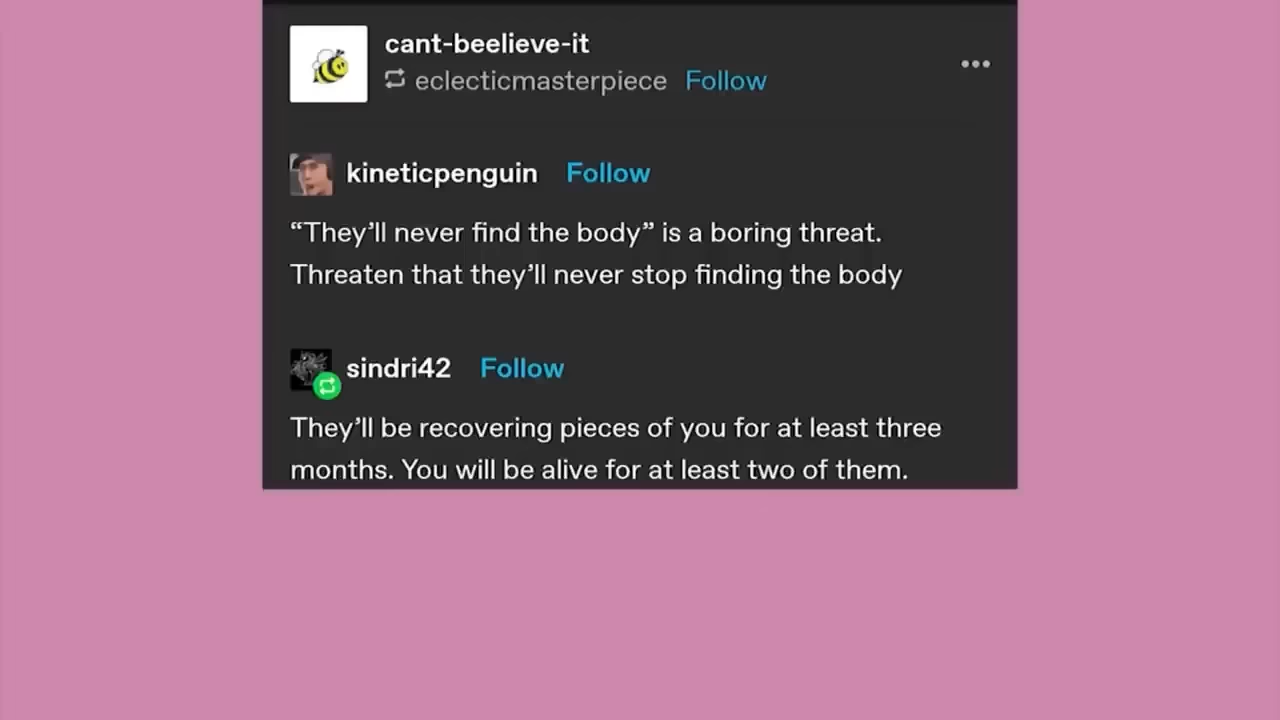 cant-beelieve-it
eclecticmasterpiece Follow
kineticpenguin Follow
“They’ll never find the body” is a boring threat.
Threaten that they’ll never stop finding the body
sindri42 Follow
They’ll be recovering pieces of you for at least three
months. You will be alive for at least two of them.